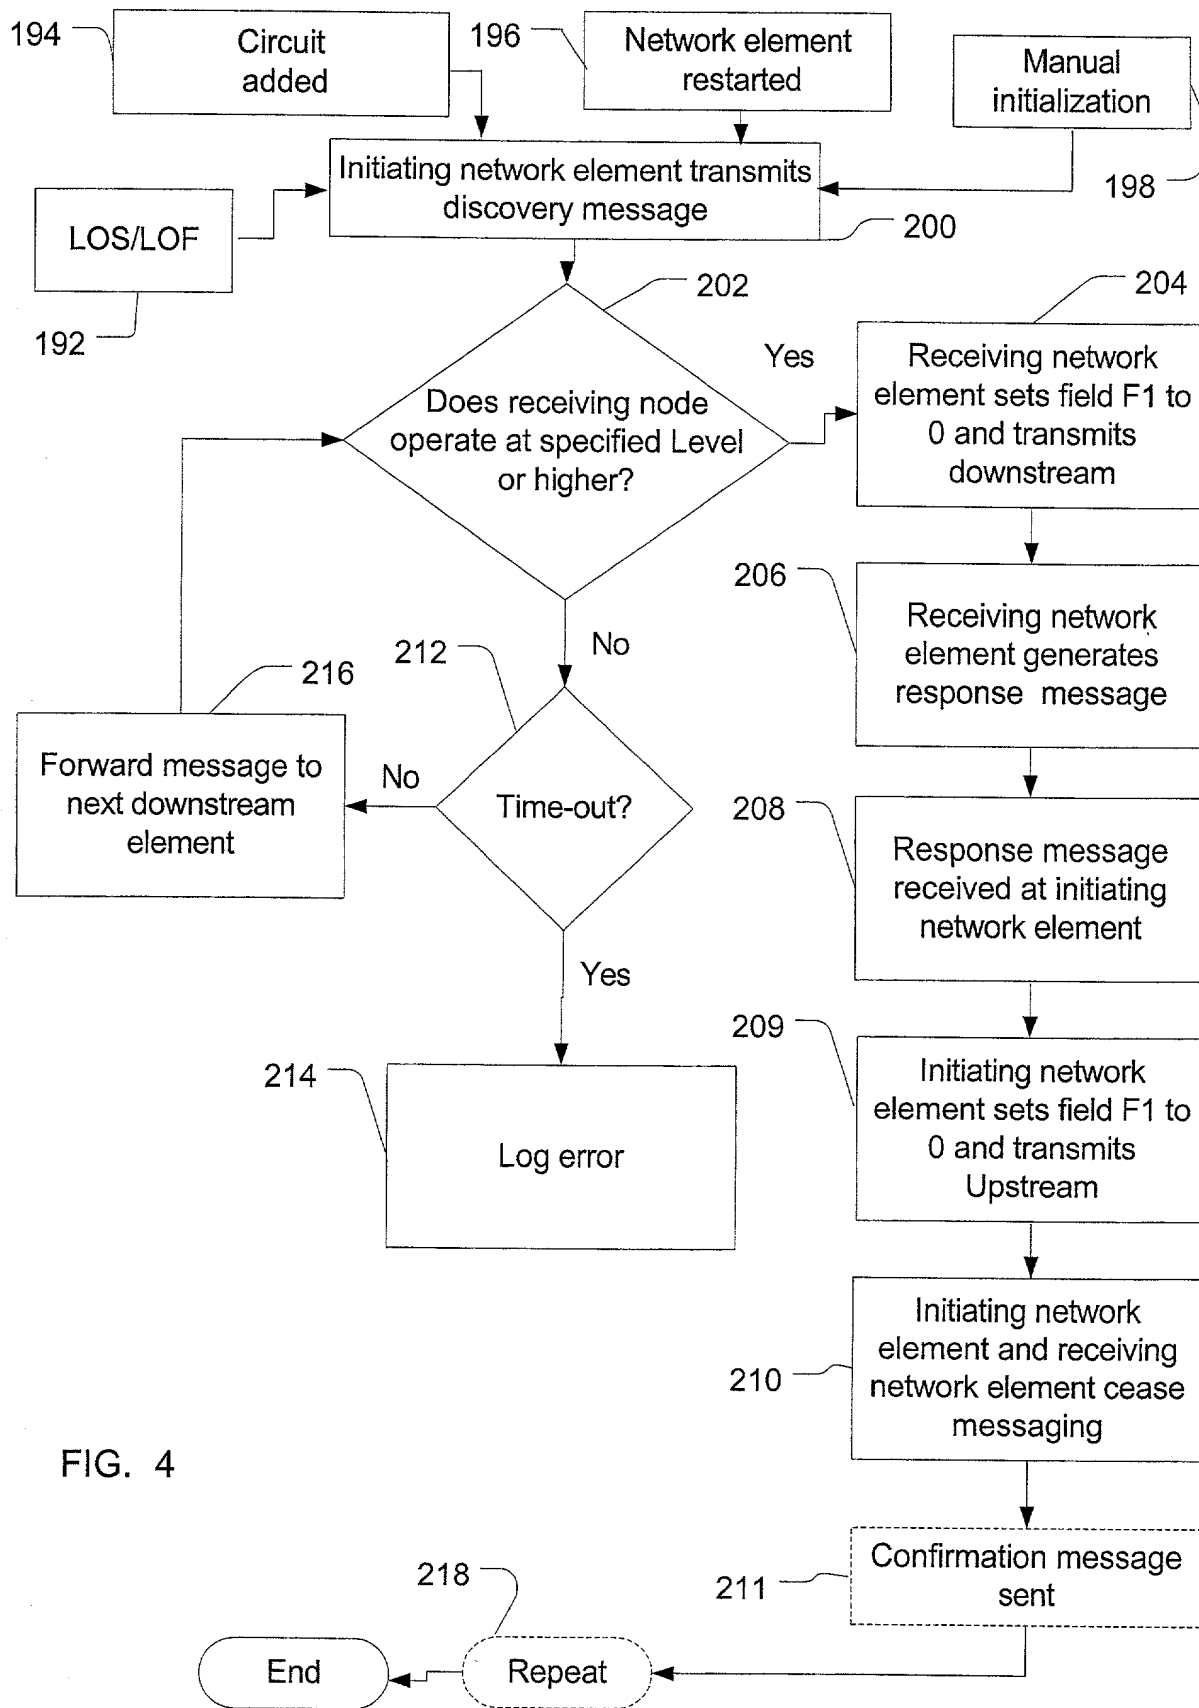 194
Circuit
added
196
Network element
restarted
Manual
initialization
198
Initiating network element transmits
discovery message
200
LOS/LOF
192
202
204
Does receiving node
operate at specified Level
or higher?
Yes
Receiving network
element sets field F1 to
0 and transmits
downstream
206
Receiving network
element generates
response message
No
212
216
Forward message to
next downstream
element
No
Time-out?
208
Response message
received at initiating
network element
Yes
214
Log error
209
Initiating network
element sets field F1 to
0 and transmits
Upstream
210
Initiating network
element and receiving
network element cease
messaging
FIG. 4
211
Confirmation message
sent
218
Repeat
End